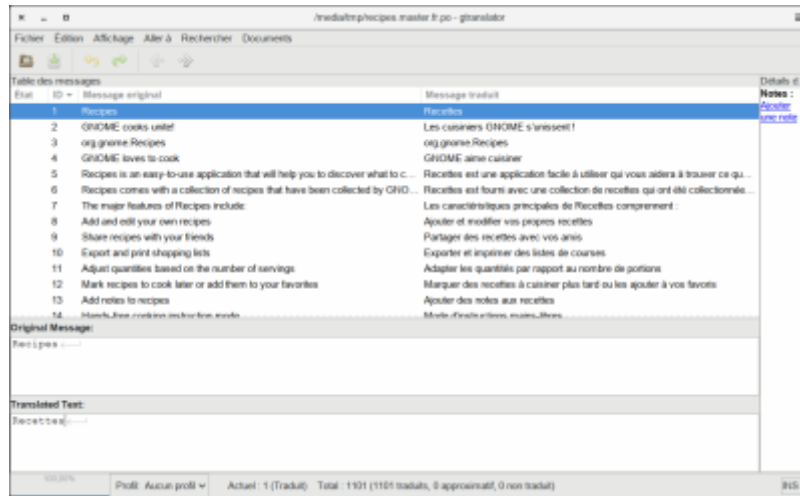 /media/tmp/recipes.master.fr.po - gtranslator
Fichier Édition Affichage Aller à Rechercher Documents
Table des messages
Détails d
État ID Message original Message traduit
Notes :
Ajouter
une note
1 Recipes Recettes
2 GNOME cooks unite! Les cuisiniers GNOME s'unissent !
3 org.gnome.Recipes org.gnome.Recipes
4 GNOME loves to cook GNOME aime cuisiner
5 Recipes is an easy-to-use application that will help you to discover what to c... Recettes est une application facile à utiliser qui vous aidera à trouver ce qu...
6 Recipes comes with a collection of recipes that have been collected by GNO... Recettes est fourni avec une collection de recettes qui ont été collectionnée...
7 The major features of Recipes include: Les caractéristiques principales de Recettes comprennent :
8 Add and edit your own recipes Ajouter et modifier vos propres recettes
9 Share recipes with your friends Partager des recettes avec vos amis
10 Export and print shopping lists Exporter et imprimer des listes de courses
11 Adjust quantities based on the number of servings Adapter les quantités par rapport au nombre de portions
12 Mark recipes to cook later or add them to your favorites Marquer des recettes à cuisiner plus tard ou les ajouter à vos favoris
13 Add notes to recipes Ajouter des notes aux recettes
14 Hands-free cooking instruction mode Mode d'instructions mains-libres
Original Message:
Recipes
Translated Text:
Recettes
100,00% Profil: Aucun profil Actuel : 1 (Traduit) Total : 1101 (1101 traduits, 0 approximatif, 0 non traduit) INS